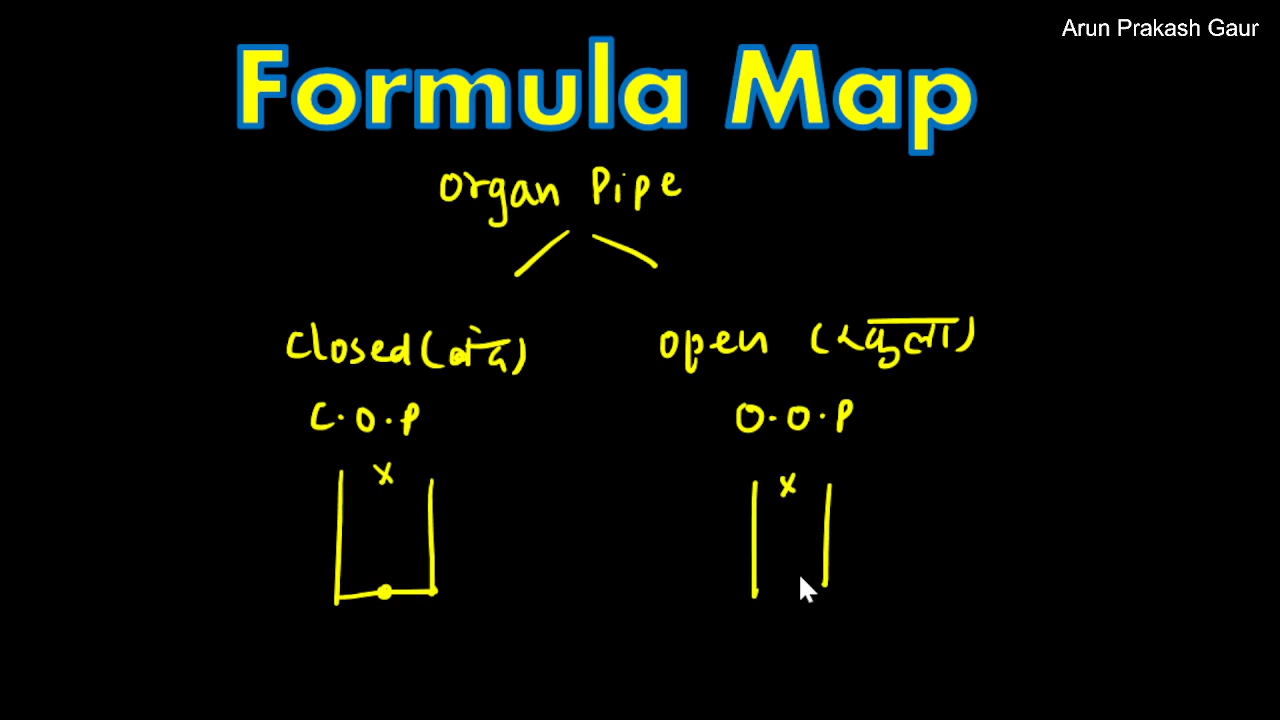 Arun Prakash Gaur
Formula Map
Organ Pipe
Closed (बंद) Open (खुला)
C.O.P O.O.P
x x